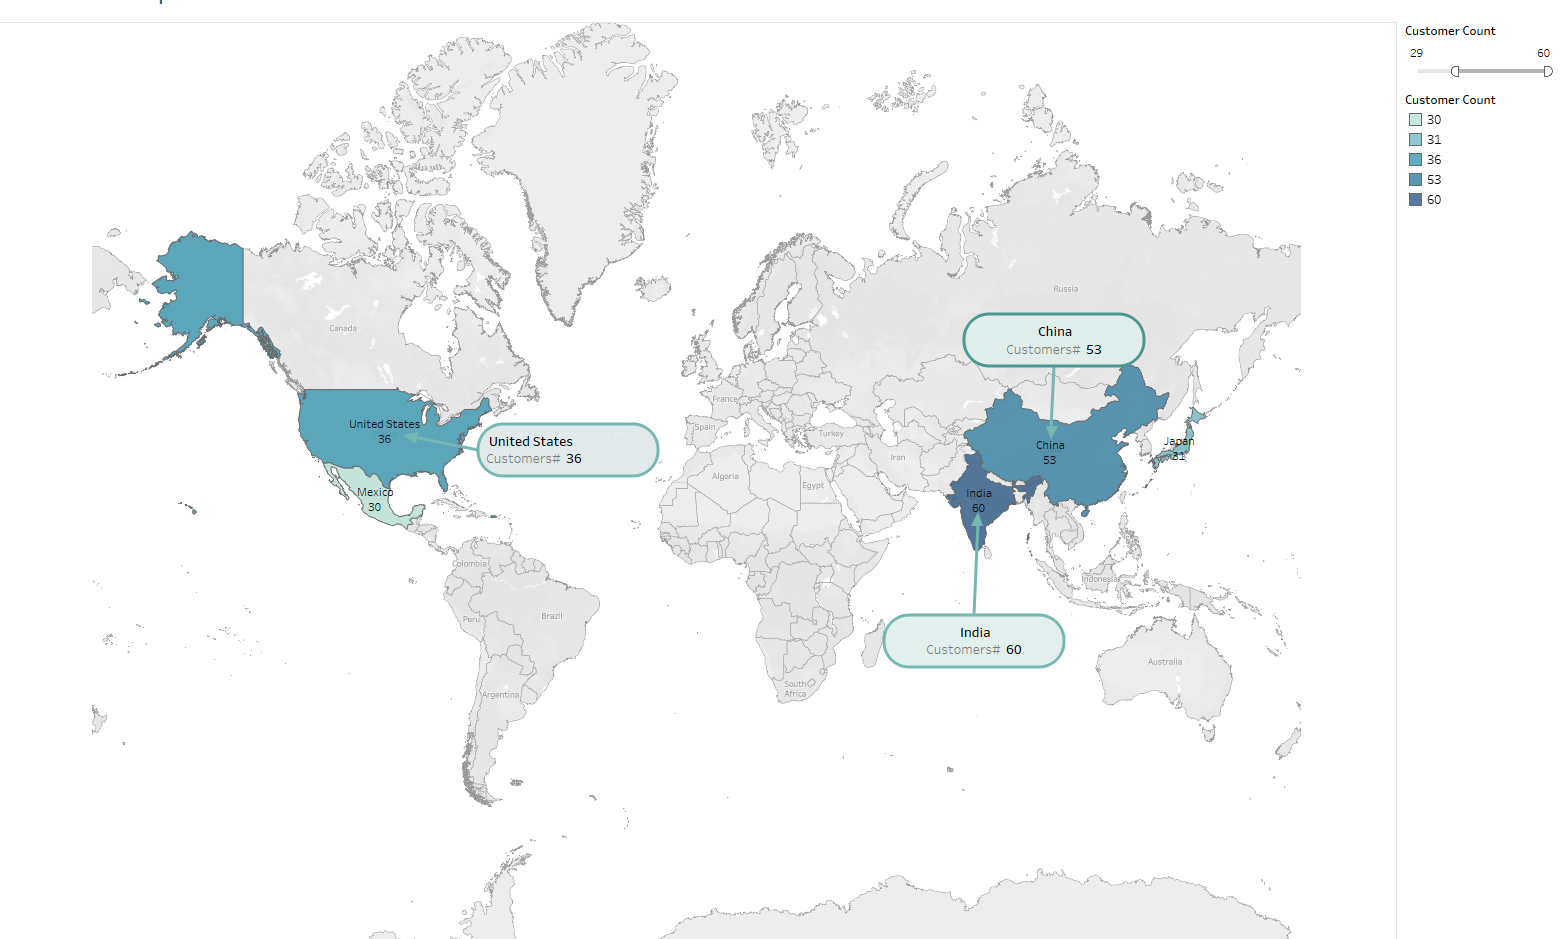 Customer Count
29 60
Customer Count
30
31
36
53
60
Russia
Canada
China
Customers# 53
France
Spain
Turkey
United States
36
United States
Customers# 36
China
53
Japan
31
Iran
Algeria
Egypt
Mexico
30
India
60
Colombia
Indonesia
Peru
Brazil
India
Customers# 60
Australia
South
Africa
Argentina